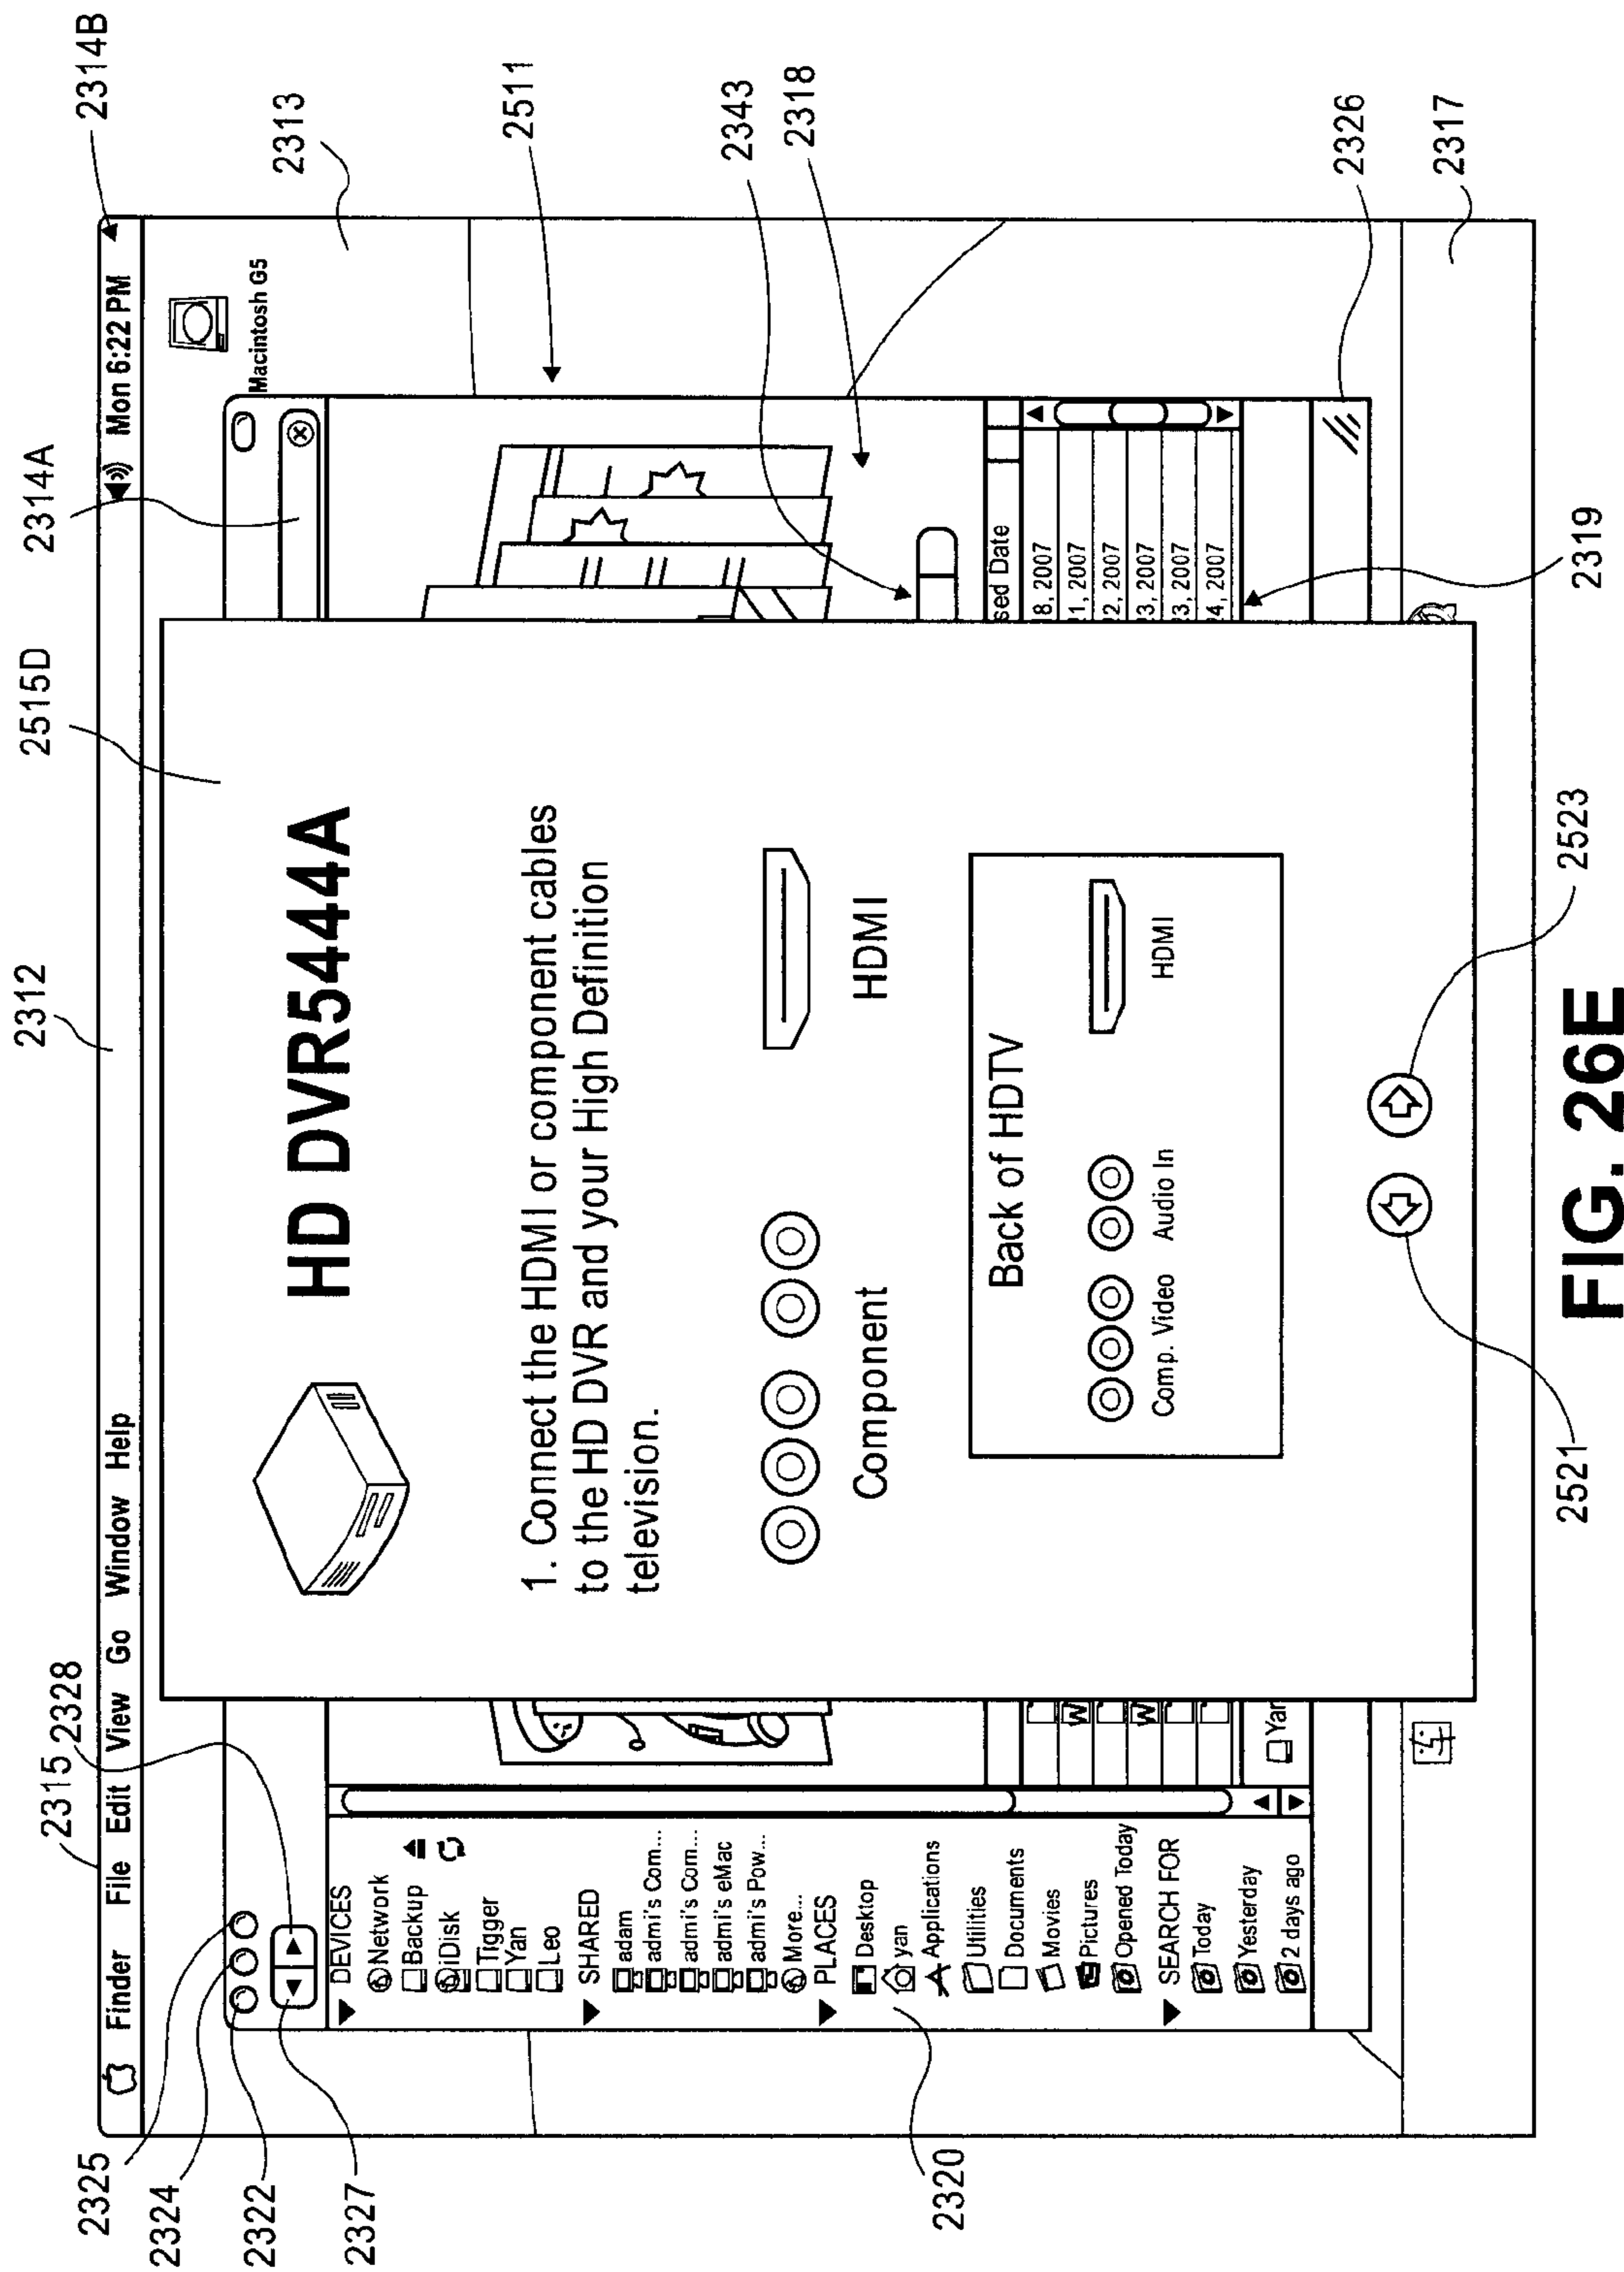 2312
2515D
2314A
2314B
2315
2328
2325
2324
2322
2327
2320
2313
2511
2343
2318
2326
2317
2319
2523
2521
Finder File Edit View Go Window Help
Mon 6:22 PM
Macintosh G5
DEVICES
Network
Backup
iDisk
Tigger
Yan
Leo
SHARED
adam
admi's Com...
admi's Com...
admi's eMac
admi's Pow...
More...
PLACES
Desktop
yan
Applications
Utilities
Documents
Movies
Pictures
Opened Today
SEARCH FOR
Today
Yesterday
2 days ago
HD DVR5444A
1. Connect the HDMI or component cables
to the HD DVR and your High Definition
television.
Component HDMI
Back of HDTV
Comp. Video Audio In HDMI
W
W
Yan
sed Date
8, 2007
1, 2007
2, 2007
3, 2007
3, 2007
4, 2007
FIG. 26E